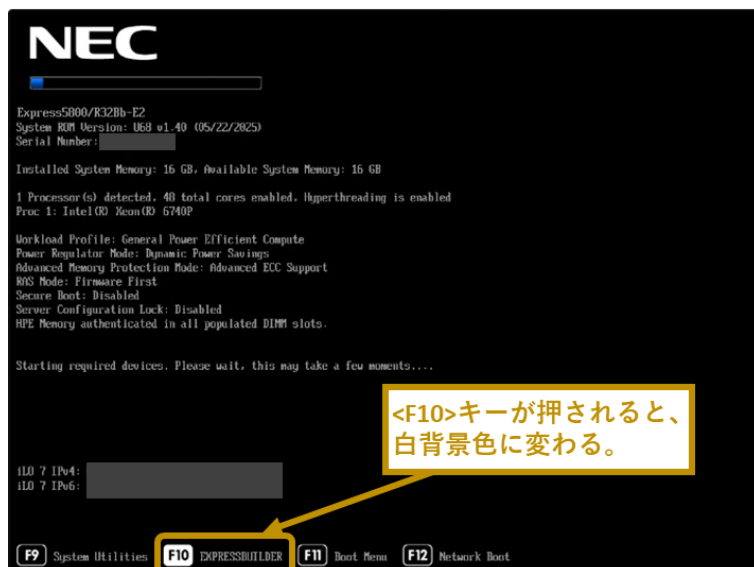 NEC
Express5800/R32Bb-E2
System ROM Version: U68 v1.40 (05/22/2025)
Serial Number:
Installed System Memory: 16 GB, Available System Memory: 16 GB
1 Processor(s) detected, 48 total cores enabled, Hyperthreading is enabled
Proc 1: Intel(R) Xeon(R) 6740P
Workload Profile: General Power Efficient Compute
Power Regulator Mode: Dynamic Power Savings
Advanced Memory Protection Mode: Advanced ECC Support
RAS Mode: Firmware First
Secure Boot: Disabled
Server Configuration Lock: Disabled
HPE Memory authenticated in all populated DIMM slots.
Starting required devices. Please wait, this may take a few moments....
<F10>キーが押されると、
白背景色に変わる。
iLO 7 IPv4:
iLO 7 IPv6:
F9 System Utilities F10 EXPRESSBUILDER F11 Boot Menu F12 Network Boot